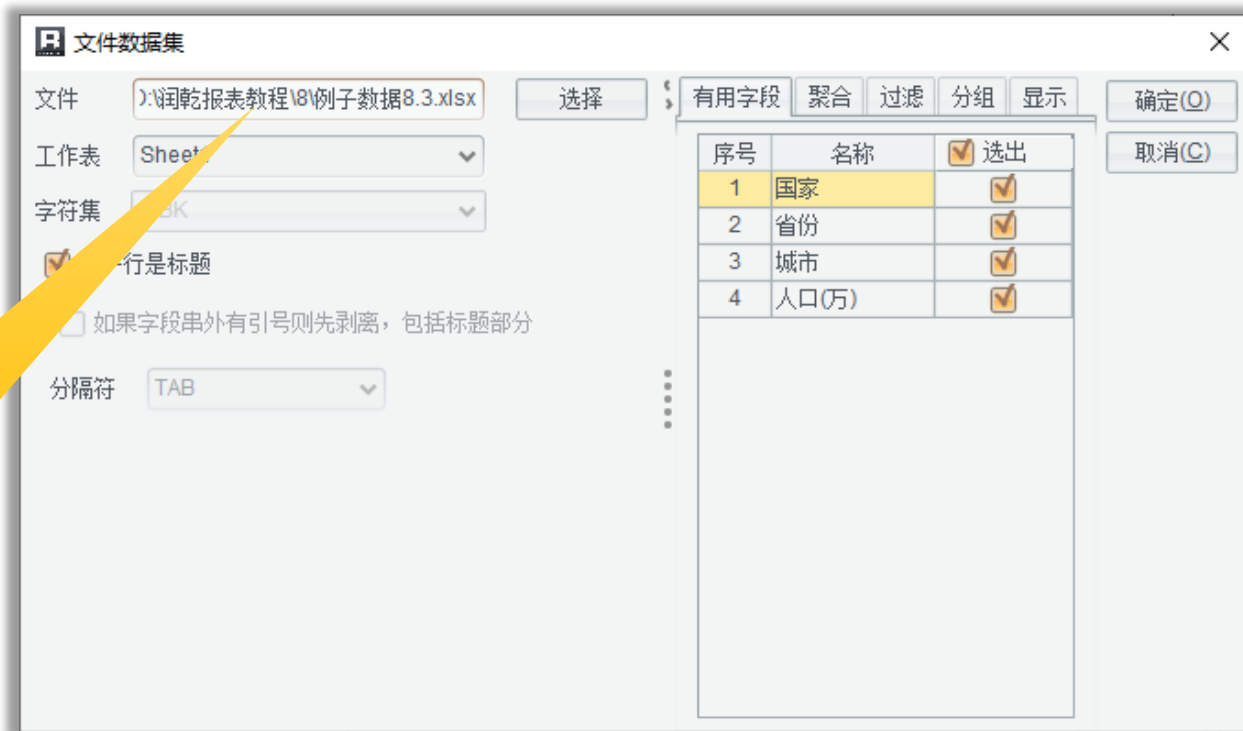 文件数据集
文件
:\润乾报表教程\8\例子数据8.3.xlsx
选择
工作表
字符集
行是标题
如果字段串外有引号则先剥离，包括标题部分
分隔符
TAB
有用字段 聚合 过滤 分组 显示
序号 名称 选出
1 国家
2 省份
3 城市
4 人口(万)
确定(O)
取消(C)